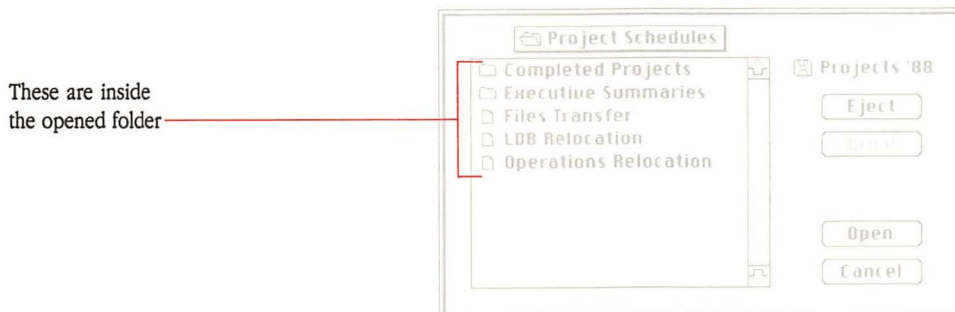 These are inside
the opened folder
Project Schedules
Completed Projects
Executive Summaries
Files Transfer
LDB Relocation
Operations Relocation
Projects '88
Eject
Open
Cancel